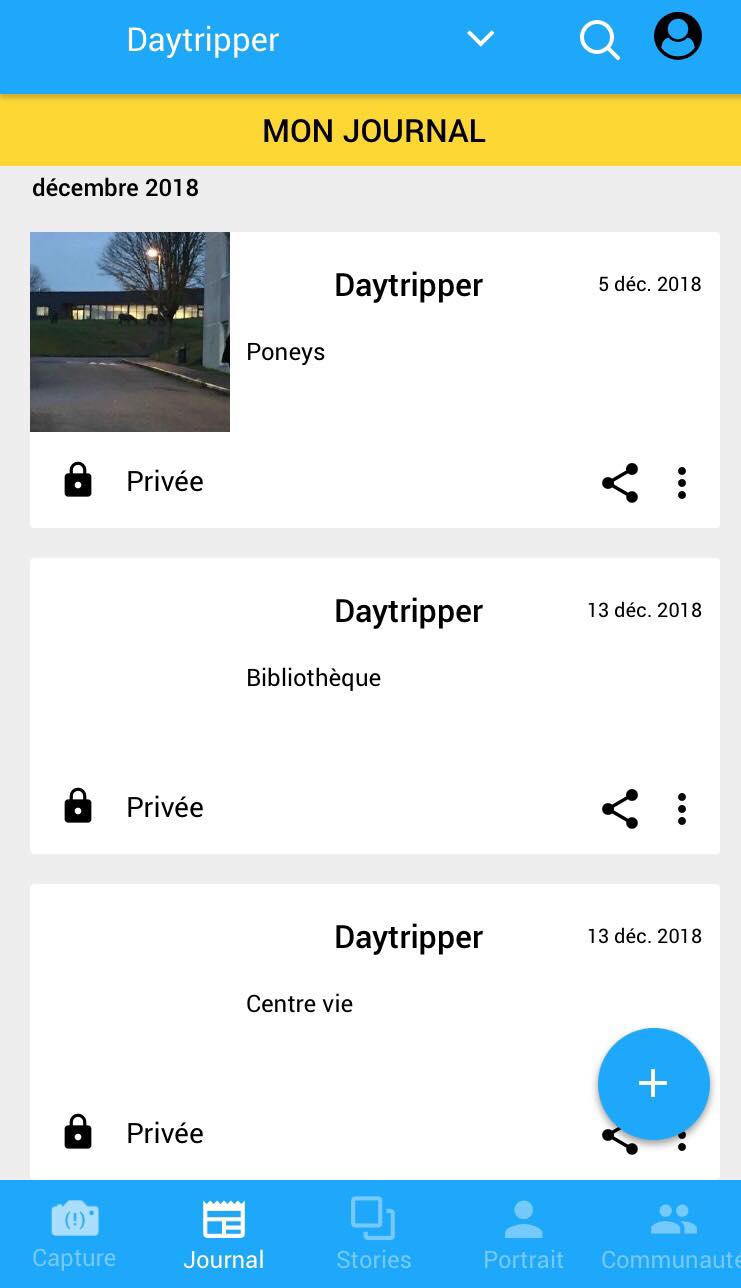 Daytripper
MON JOURNAL
décembre 2018
Daytripper
5 déc. 2018
Poneys
Privée
Daytripper
13 déc. 2018
Bibliothèque
Privée
Daytripper
13 déc. 2018
Centre vie
Privée
Capture
Journal
Stories
Portrait
Communauté